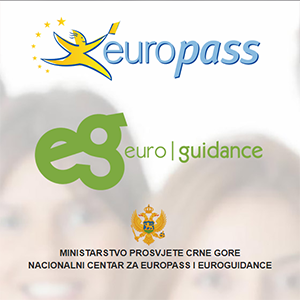 europass
eg euro | guidance
MINISTARSTVO PROSVJETE CRNE GORE
NACIONALNI CENTAR ZA EUROPASS I EUROGUIDANCE